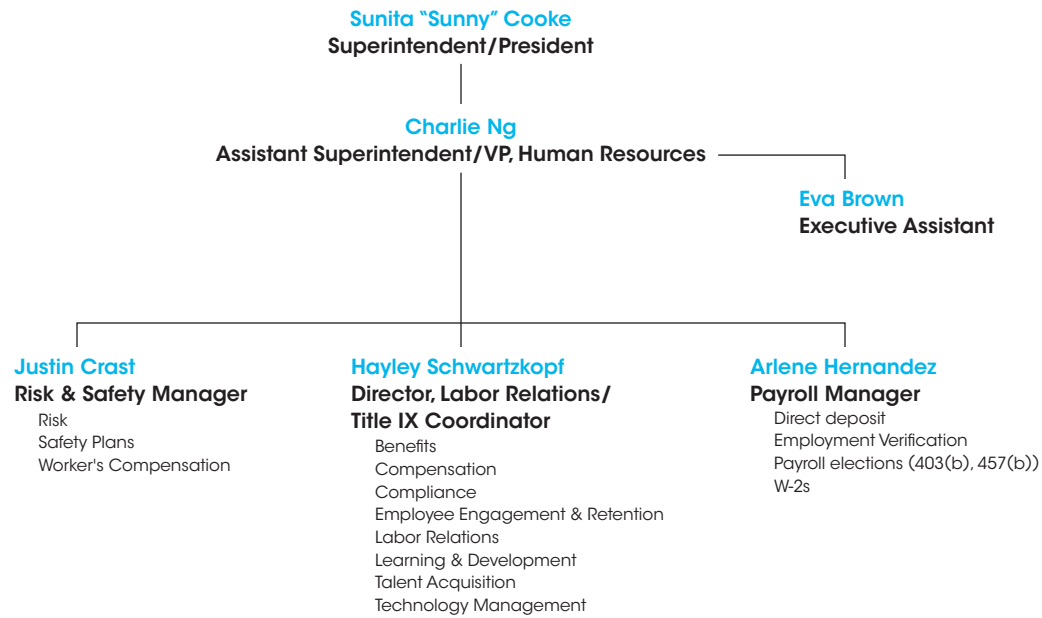 Sunita “Sunny” Cooke
Superintendent/President
Charlie Ng
Assistant Superintendent/VP, Human Resources
Eva Brown
Executive Assistant
Justin Crast
Risk & Safety Manager
Risk
Safety Plans
Worker's Compensation
Hayley Schwartzkopf
Director, Labor Relations/
Title IX Coordinator
Benefits
Compensation
Compliance
Employee Engagement & Retention
Labor Relations
Learning & Development
Talent Acquisition
Technology Management
Arlene Hernandez
Payroll Manager
Direct deposit
Employment Verification
Payroll elections (403(b), 457(b))
W-2s